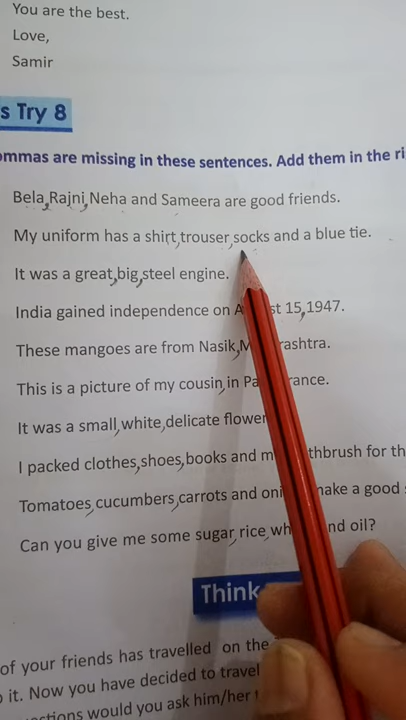 You are the best.
Love,
Samir
s Try 8
ommas are missing in these sentences. Add them in the ri
Bela,Rajni,Neha and Sameera are good friends.
My uniform has a shirt,trouser,socks and a blue tie.
It was a great,big,steel engine.
India gained independence on A st 15,1947.
These mangoes are from Nasik,M rashtra.
This is a picture of my cousin,in Pa rance.
It was a small,white,delicate flower
I packed clothes,shoes,books and m thbrush for th
Tomatoes,cucumbers,carrots and oni make a good
Can you give me some sugar,rice,wh nd oil?
Think
of your friends has travelled on the
it. Now you have decided to travel
ctions would you ask him/her